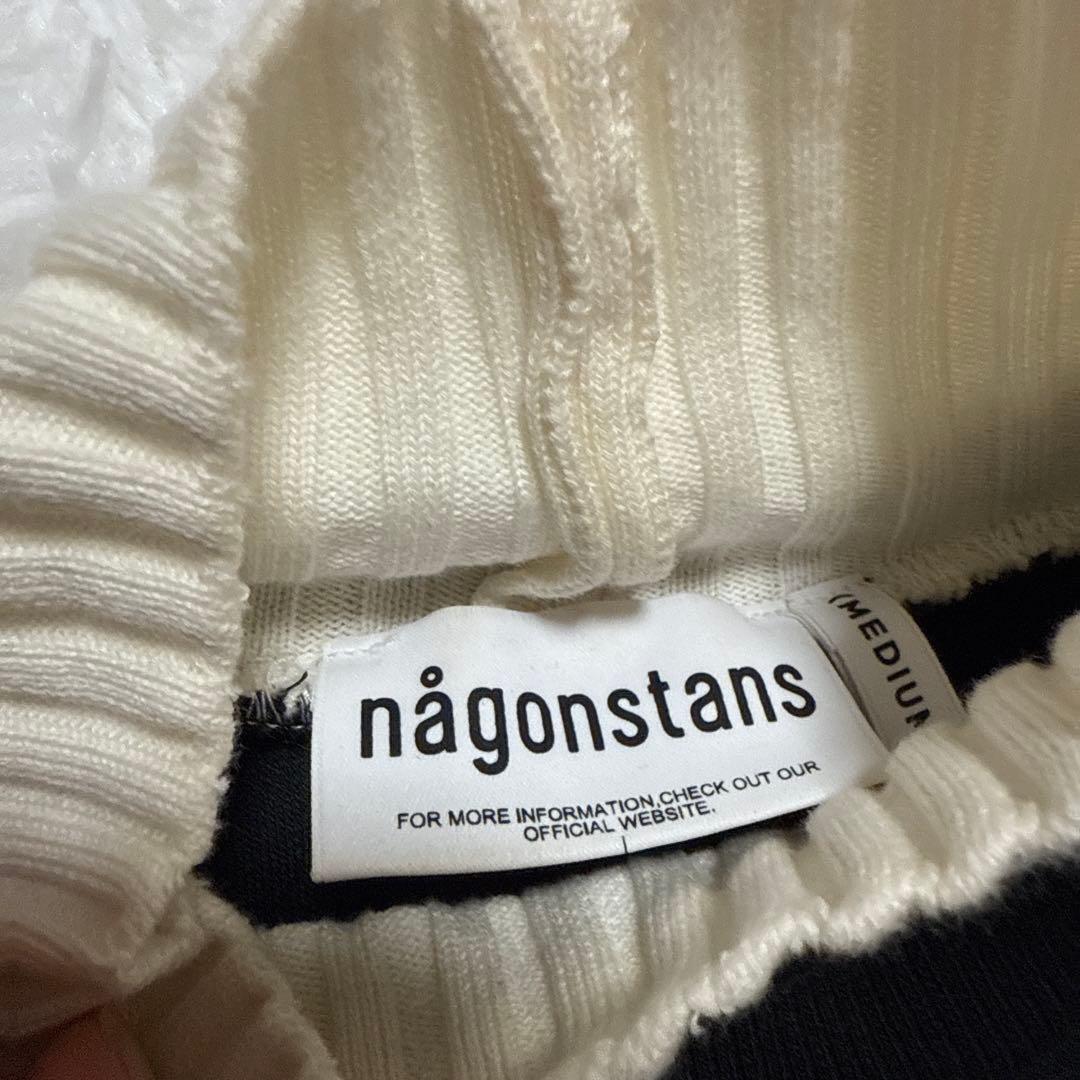 någonstans
FOR MORE INFORMATION,CHECK OUT OUR
OFFICIAL WEBSITE.
(MEDIUM